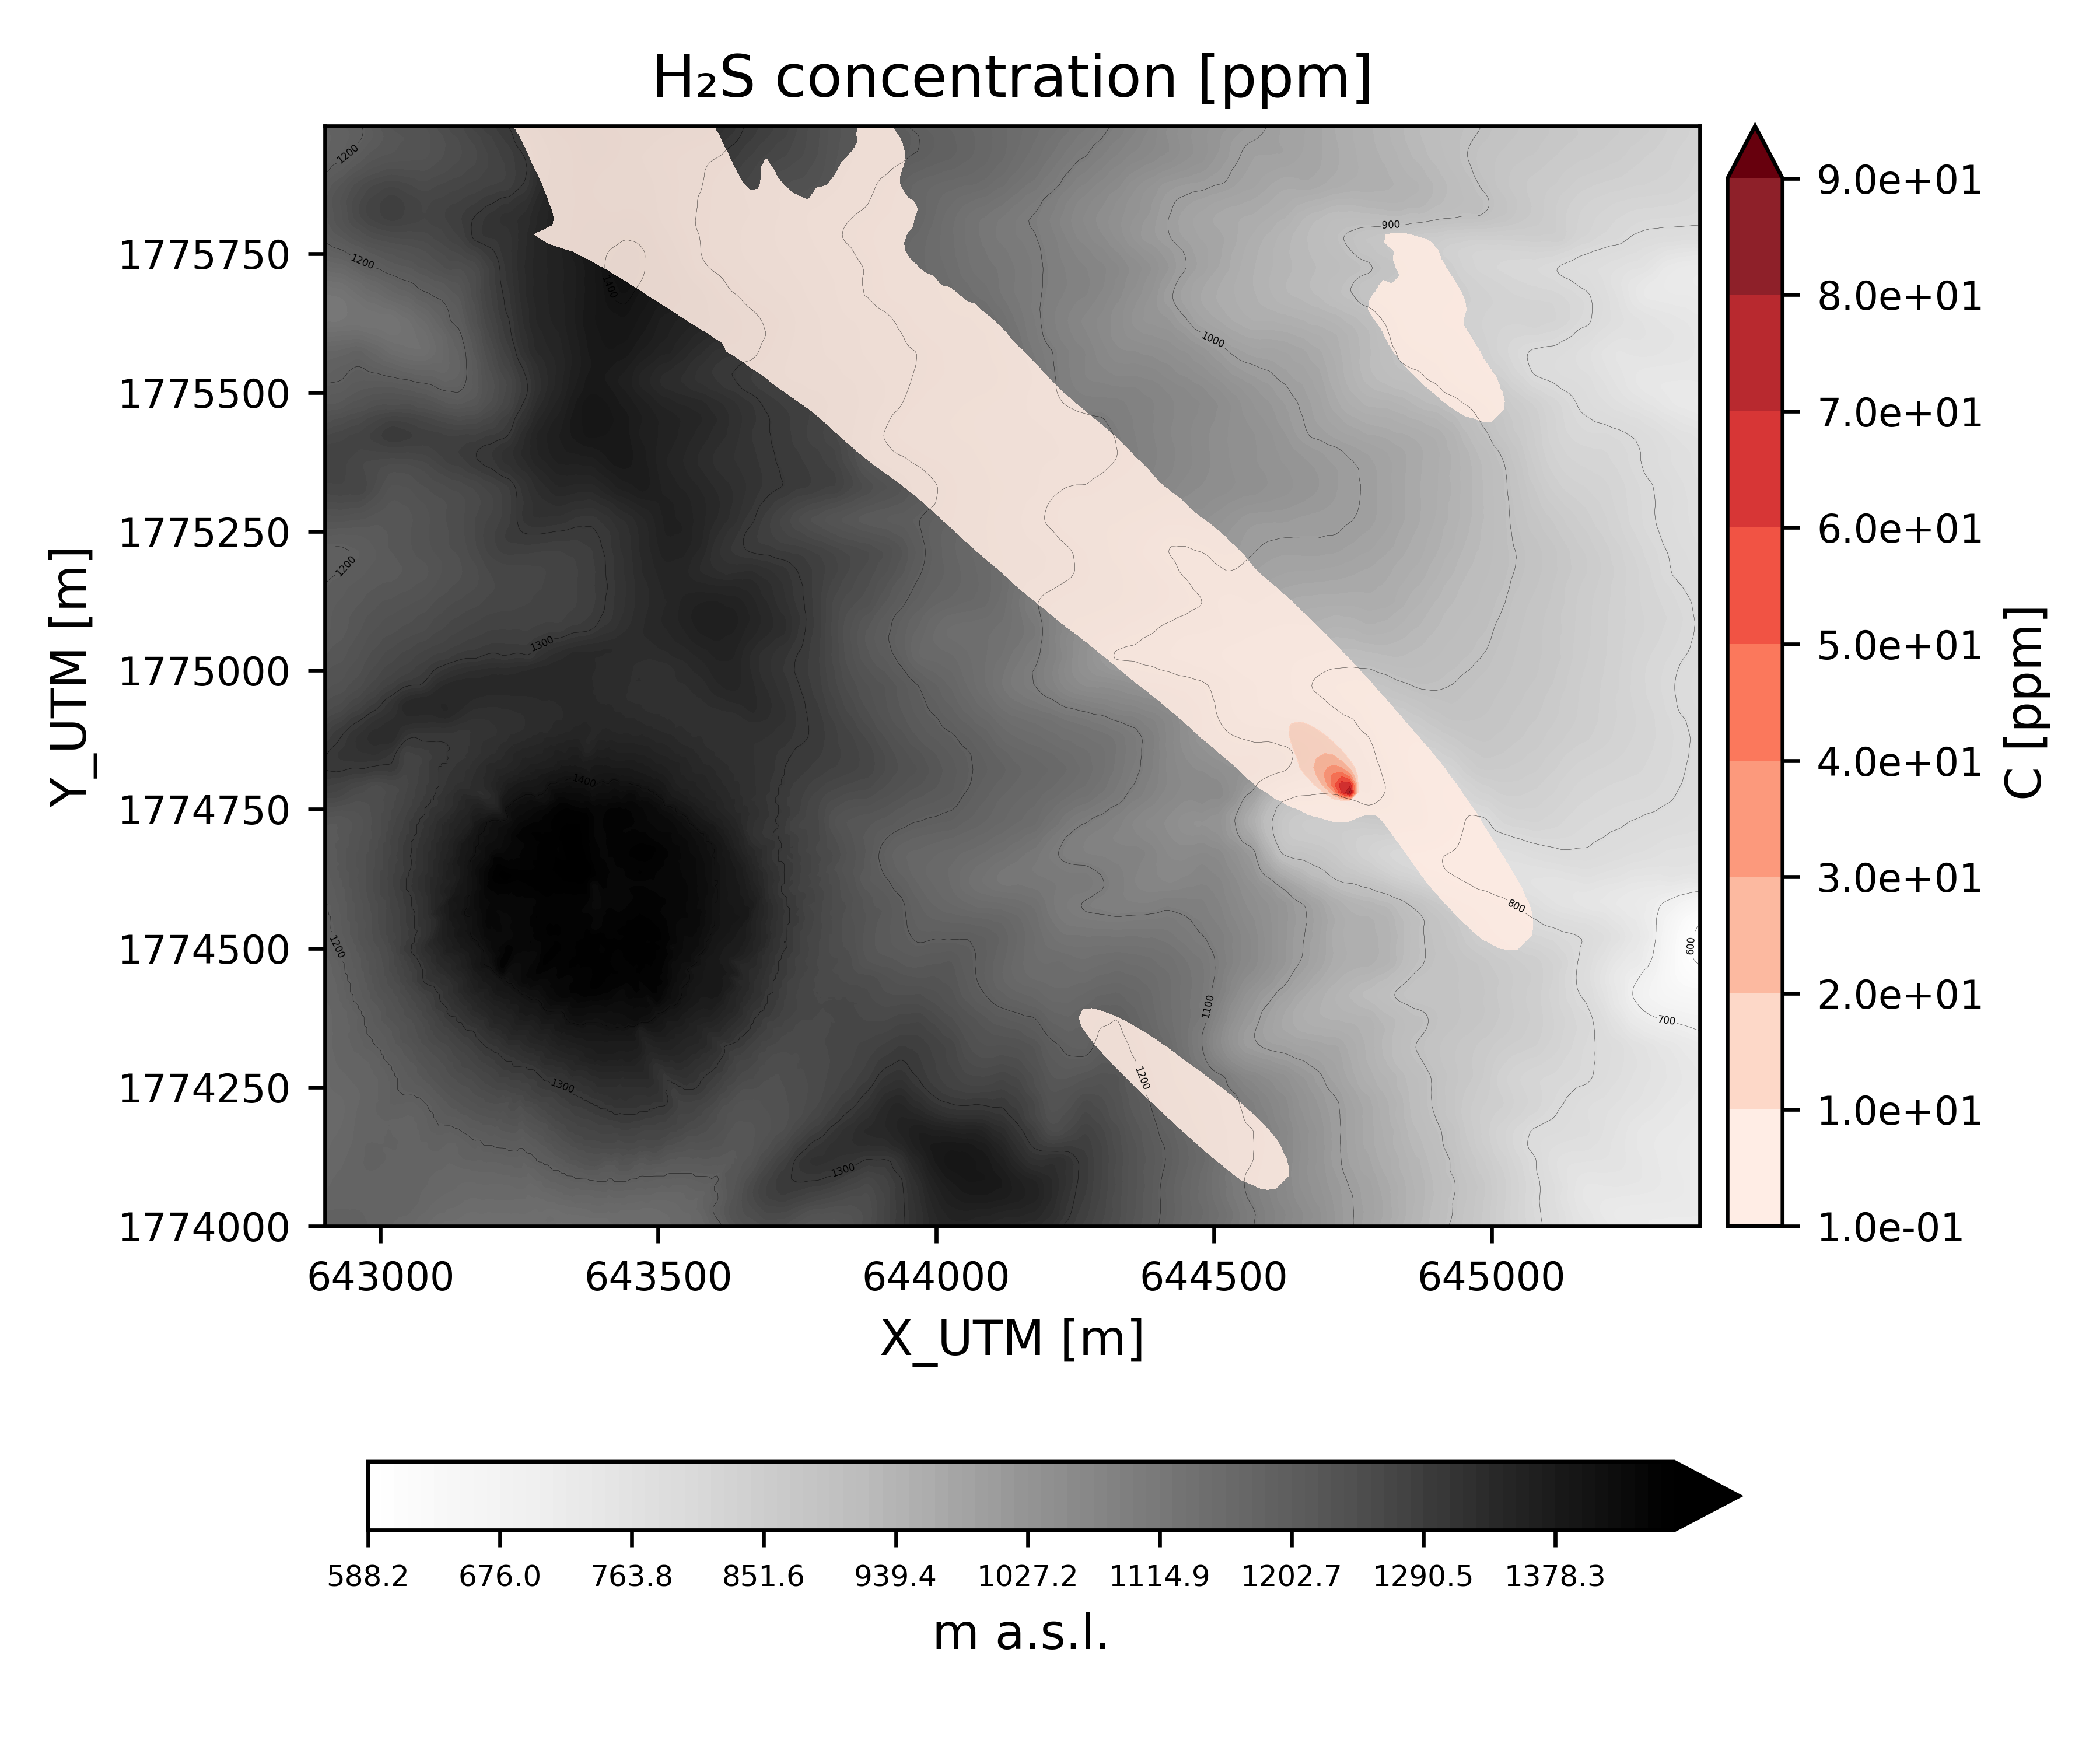 H₂S concentration [ppm]
1200
1200
1200
1200
1300
1400
1400
1300
1300
1200
1100
1000
900
800
700
600
Y_UTM [m]
1775750
1775500
1775250
1775000
1774750
1774500
1774250
1774000
643000 643500 644000 644500 645000
X_UTM [m]
9.0e+01
8.0e+01
7.0e+01
6.0e+01
5.0e+01
4.0e+01
3.0e+01
2.0e+01
1.0e+01
1.0e-01
C [ppm]
588.2 676.0 763.8 851.6 939.4 1027.2 1114.9 1202.7 1290.5 1378.3
m a.s.l.